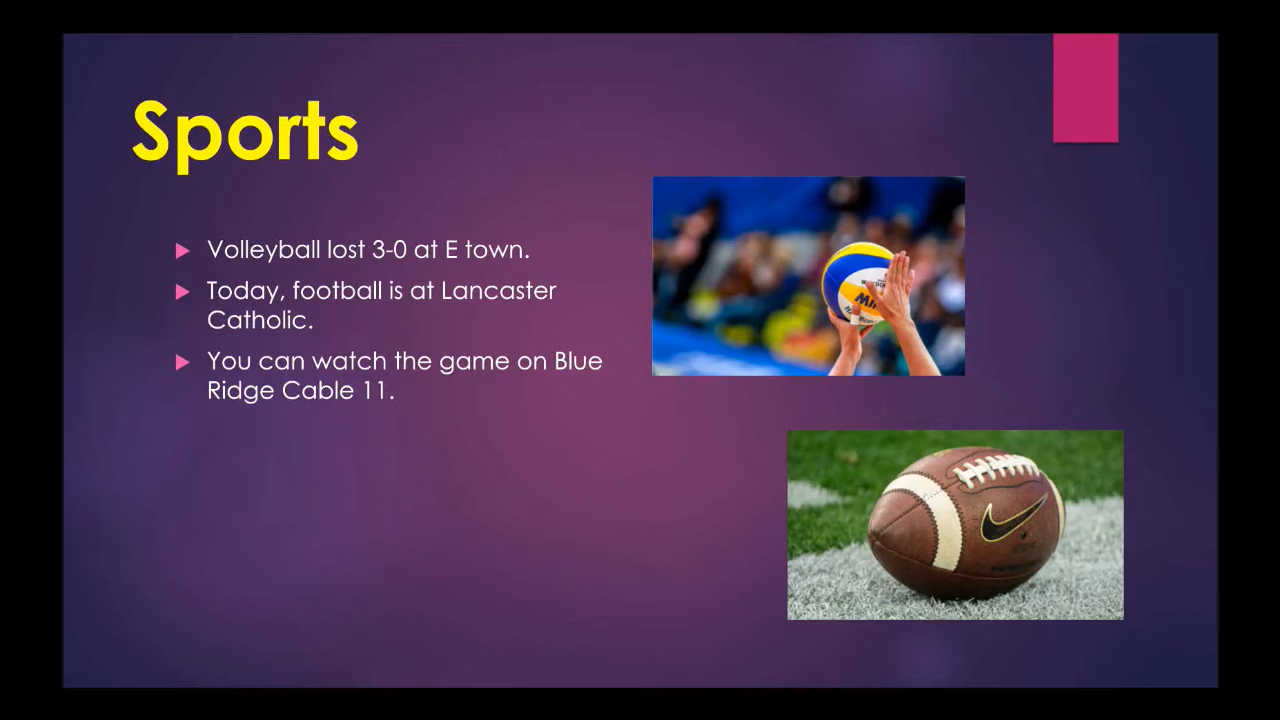 Sports
Volleyball lost 3-0 at E town.
Today, football is at Lancaster
Catholic.
You can watch the game on Blue
Ridge Cable 11.